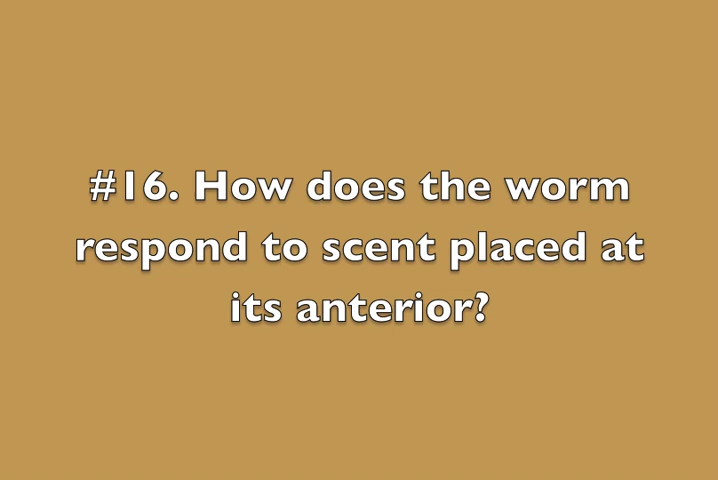 #16. How does the worm
respond to scent placed at
its anterior?